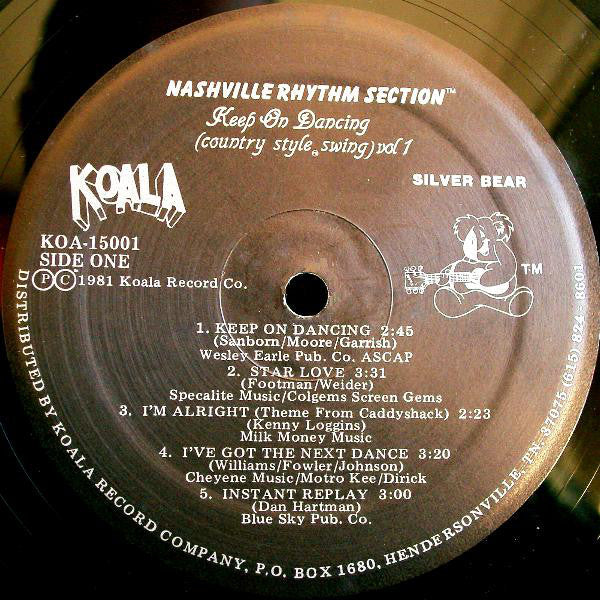 NASHVILLE RHYTHM SECTION™
Keep On Dancing
(country style & swing) vol 1
KOALA
SILVER BEAR
KOA-15001
SIDE ONE
Ⓟ Ⓒ 1981 Koala Record Co.
TM
1. KEEP ON DANCING 2:45
(Sanborn/Moore/Garrish)
Wesley Earle Pub. Co. ASCAP
2. STAR LOVE 3:31
(Footman/Weider)
Specalite Music/Colgems Screen Gems
3. I'M ALRIGHT (Theme From Caddyshack) 2:23
(Kenny Loggins)
Milk Money Music
4. I'VE GOT THE NEXT DANCE 3:20
(Williams/Fowler/Johnson)
Cheyene Music/Motro Kee/Dirick
5. INSTANT REPLAY 3:00
(Dan Hartman)
Blue Sky Pub. Co.
DISTRIBUTED BY KOALA RECORD COMPANY, P.O. BOX 1680, HENDERSONVILLE, TN. 37075 (615) 824-8601